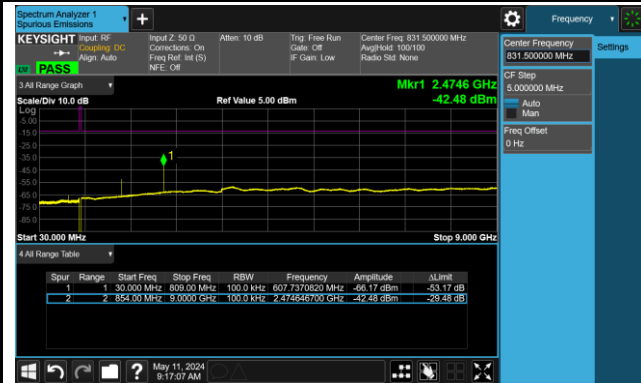 Spectrum Analyzer 1
Spurious Emissions
Frequency
KEYSIGHT Input: RF Input Z: 50 Ω Atten: 10 dB Trig: Free Run Center Freq: 831.500000 MHz
Coupling: DC Corrections: On Gate: Off Avg|Hold: 100/100
Align: Auto Freq Ref: Int (S) IF Gain: Low Radio Std: None
NFE: Off
PASS
Center Frequency
831.500000 MHz
Settings
CF Step
5.000000 MHz
Auto
Man
Freq Offset
0 Hz
3 All Range Graph
Mkr1 2.4746 GHz
Scale/Div 10.0 dB Ref Value 5.00 dBm -42.48 dBm
Log
-5.00
-15.0
-25.0
-35.0
-45.0
-55.0
-65.0
-75.0
-85.0
1
Start 30.000 MHz Stop 9.000 GHz
4 All Range Table
Spur Range Start Freq Stop Freq RBW Frequency Amplitude ΔLimit
1 1 30.000 MHz 809.00 MHz 100.0 kHz 607.7370820 MHz -66.17 dBm -53.17 dB
2 2 854.00 MHz 9.0000 GHz 100.0 kHz 2.474646700 GHz -42.48 dBm -29.48 dB
May 11, 2024
9:17:07 AM